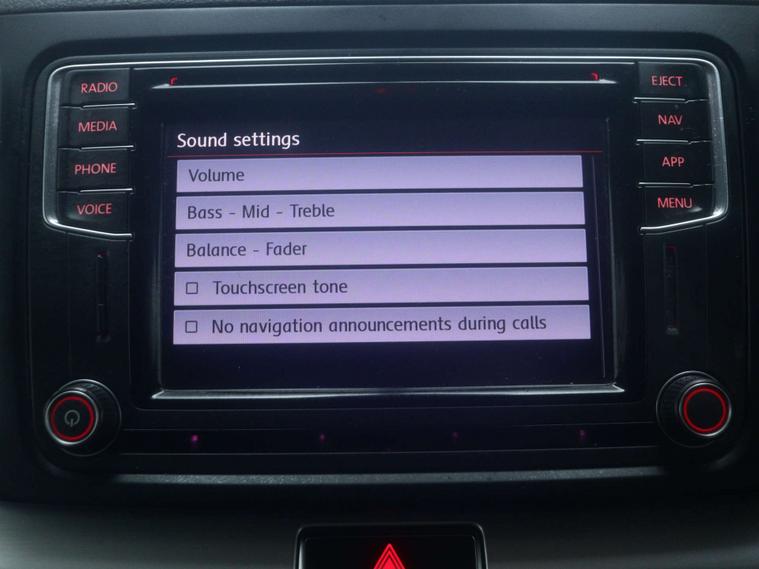 RADIO
MEDIA
PHONE
VOICE
Sound settings
Volume
Bass - Mid - Treble
Balance - Fader
Touchscreen tone
No navigation announcements during calls
EJECT
NAV
APP
MENU